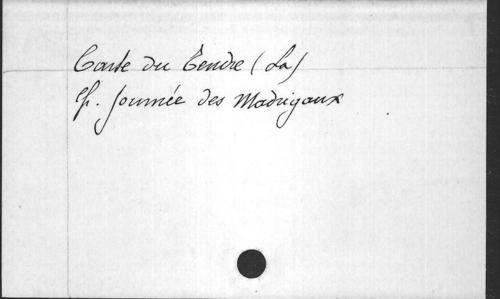 Carte du Tendre (La)
Cf. Journée des Madrigaux